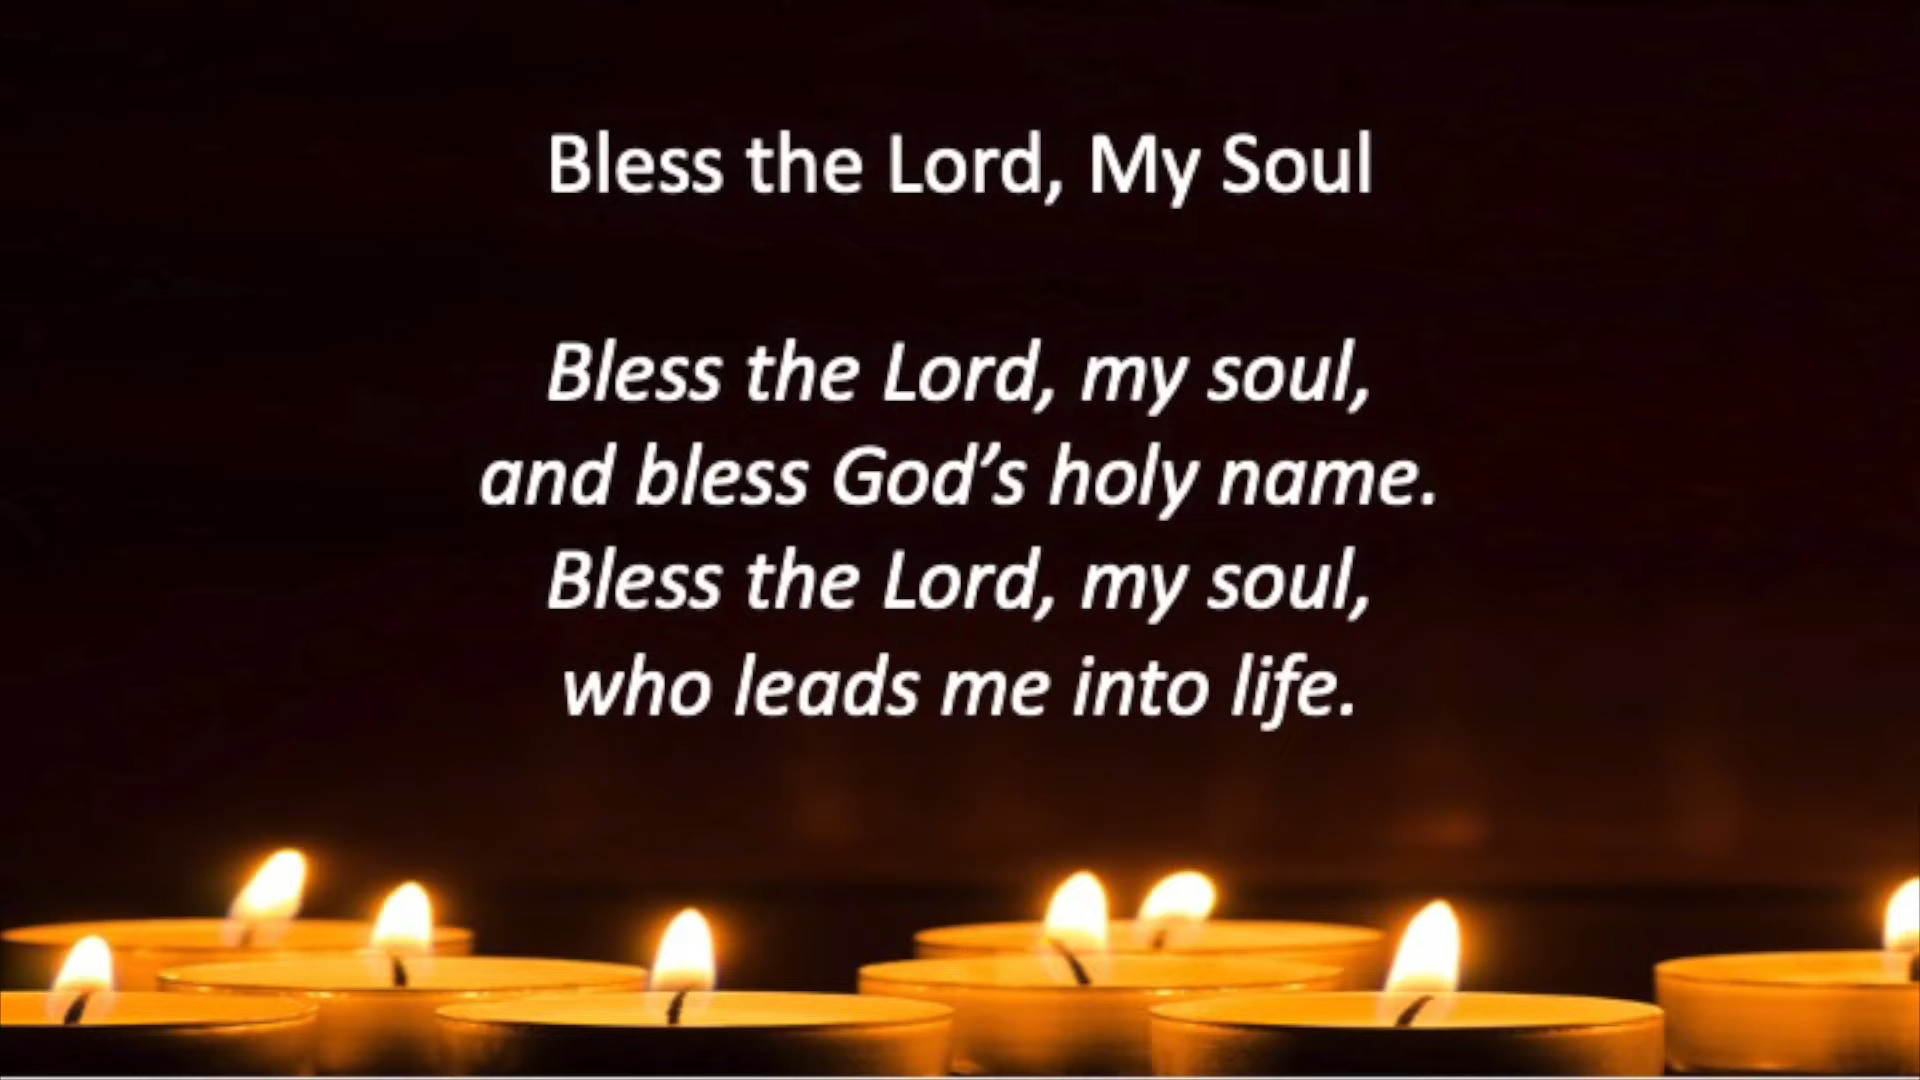 Bless the Lord, My Soul
Bless the Lord, my soul,
and bless God’s holy name.
Bless the Lord, my soul,
who leads me into life.